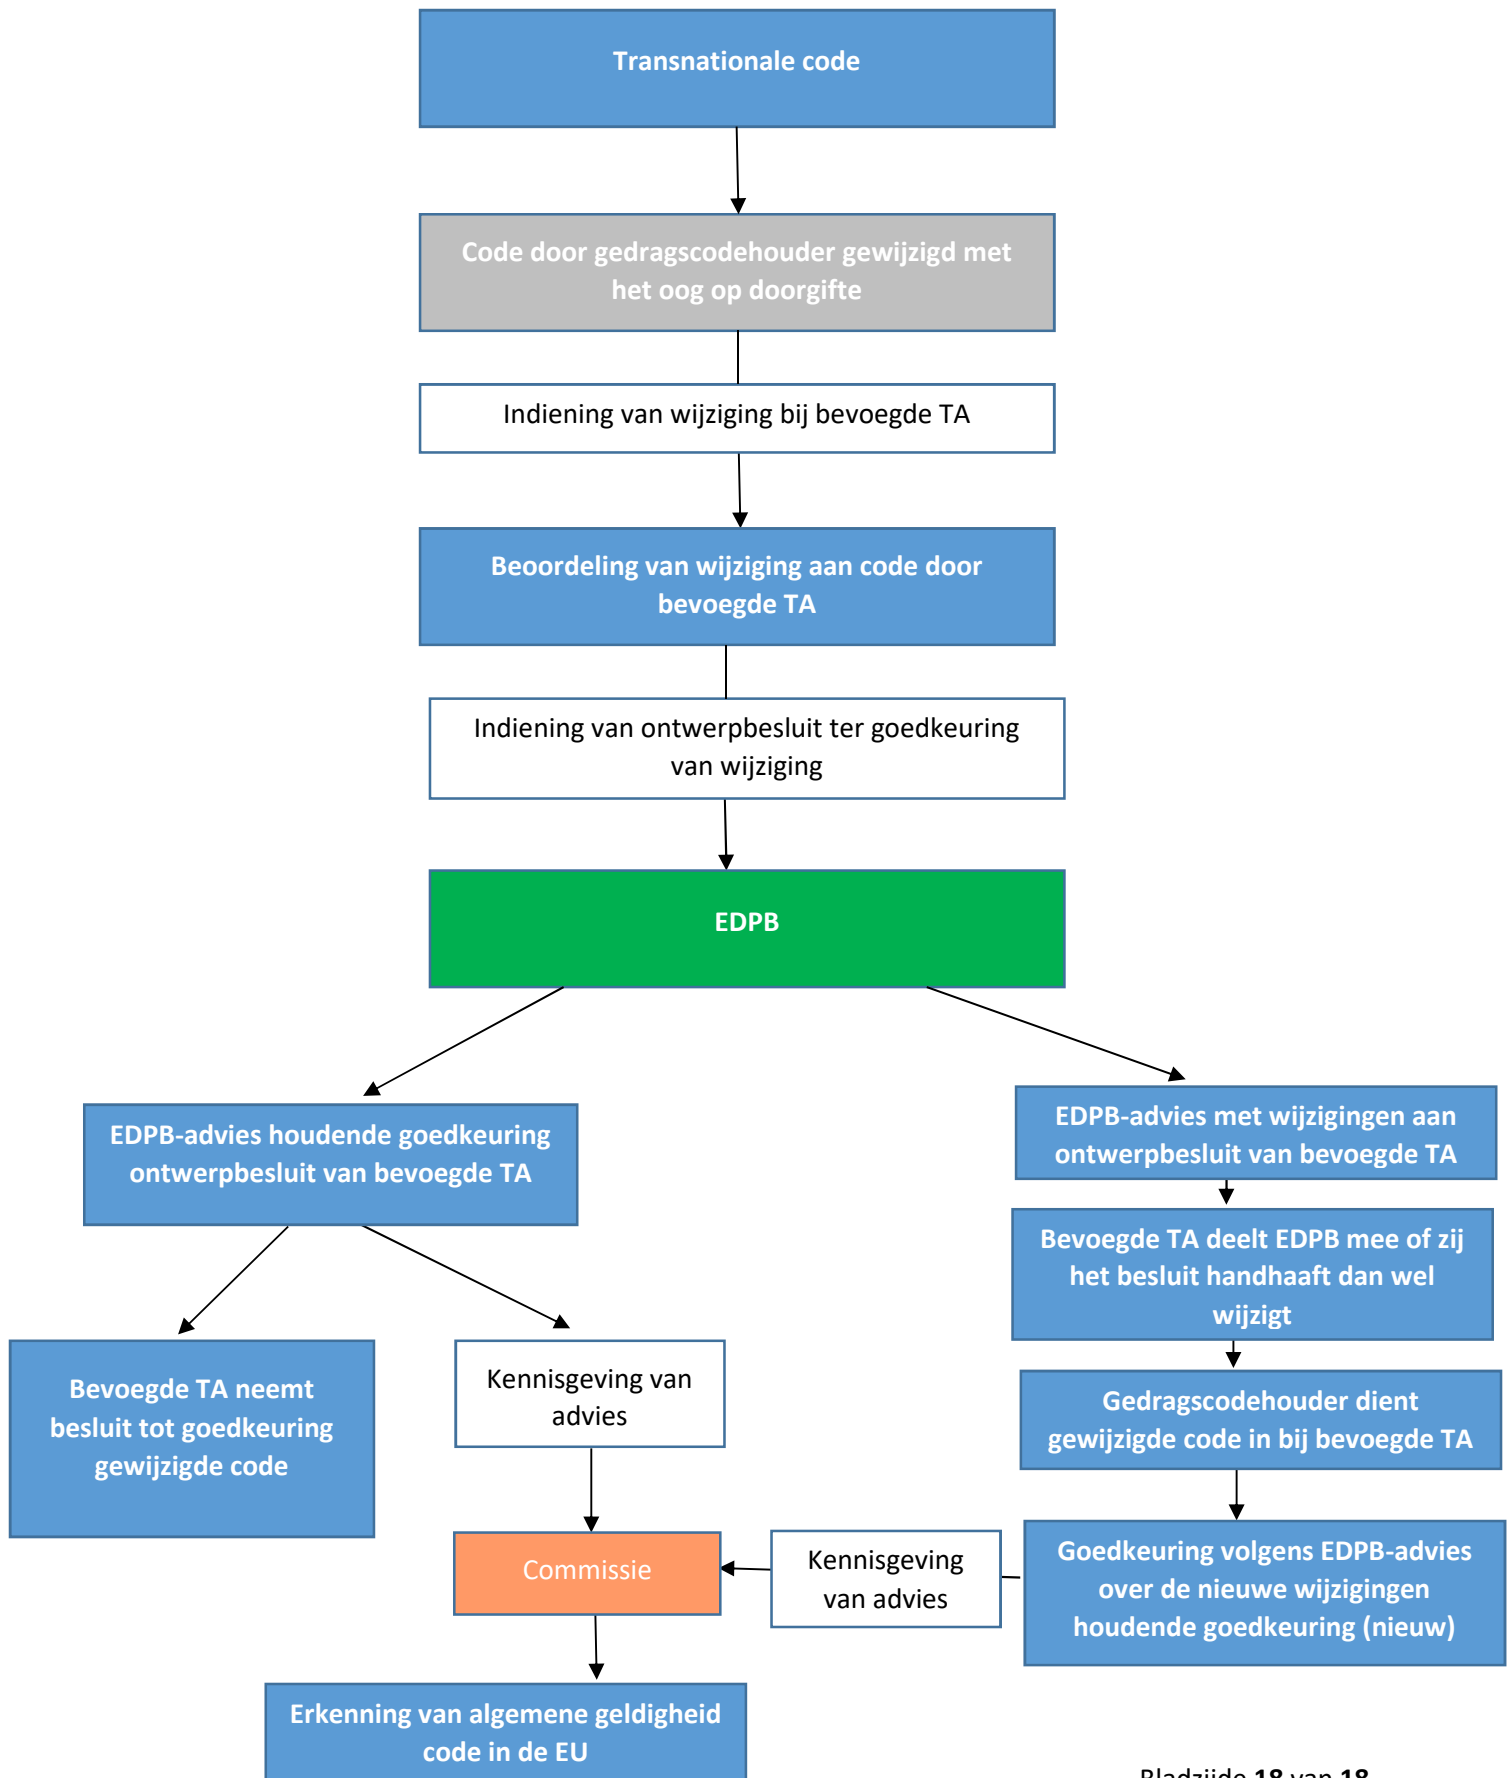 Transnationale code
Code door gedragscodehouder gewijzigd met
het oog op doorgifte
Indiening van wijziging bij bevoegde TA
Beoordeling van wijziging aan code door
bevoegde TA
Indiening van ontwerpbesluit ter goedkeuring
van wijziging
EDPB
EDPB-advies houdende goedkeuring
ontwerpbesluit van bevoegde TA
EDPB-advies met wijzigingen aan
ontwerpbesluit van bevoegde TA
Bevoegde TA deelt EDPB mee of zij
het besluit handhaaft dan wel
wijzigt
Bevoegde TA neemt
besluit tot goedkeuring
gewijzigde code
Kennisgeving van
advies
Gedragscodehouder dient
gewijzigde code in bij bevoegde TA
Commissie
Kennisgeving
van advies
Goedkeuring volgens EDPB-advies
over de nieuwe wijzigingen
houdende goedkeuring (nieuw)
Erkenning van algemene geldigheid
code in de EU
Bladzijde 18 van 18